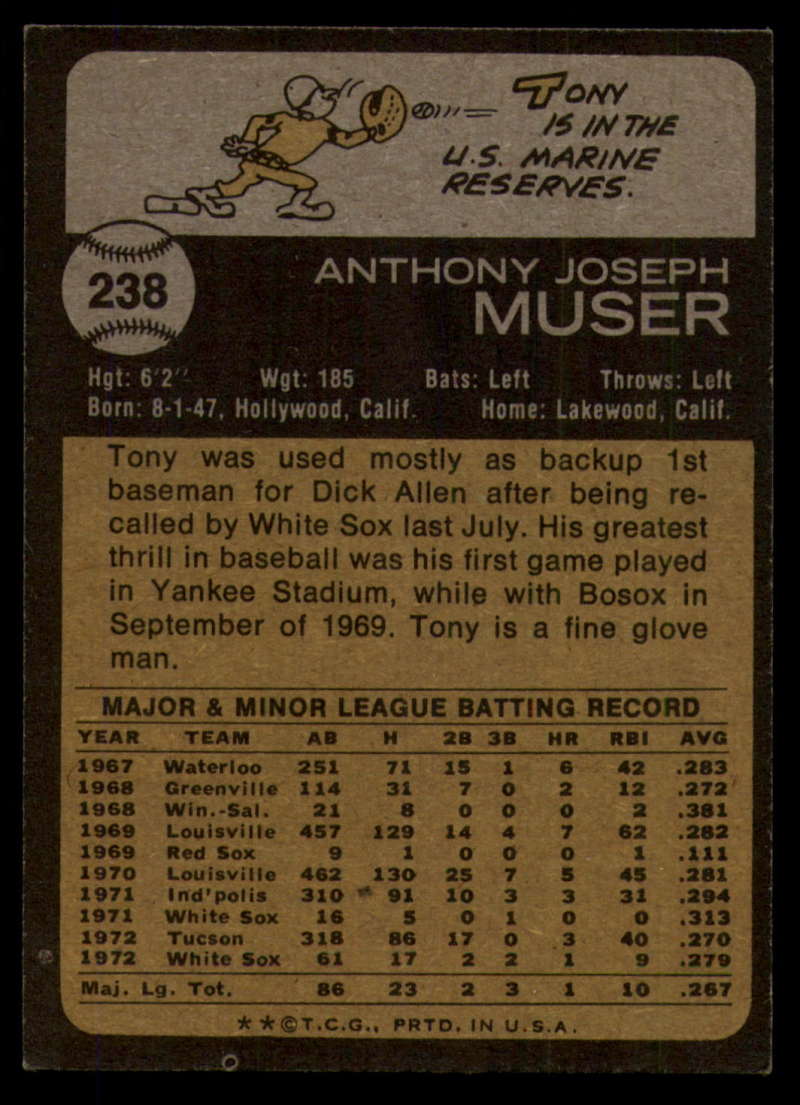 TONY
IS IN THE
U.S. MARINE
RESERVES.
238
ANTHONY JOSEPH
MUSER
Hgt: 6'2" Wgt: 185 Bats: Left Throws: Left
Born: 8-1-47, Hollywood, Calif. Home: Lakewood, Calif.
Tony was used mostly as backup 1st
baseman for Dick Allen after being re-
called by White Sox last July. His greatest
thrill in baseball was his first game played
in Yankee Stadium, while with Bosox in
September of 1969. Tony is a fine glove
man.
MAJOR & MINOR LEAGUE BATTING RECORD
YEAR TEAM AB H 2B 3B HR RBI AVG
1967 Waterloo 251 71 15 1 6 42 .283
1968 Greenville 114 31 7 0 2 12 .272
1968 Win.-Sal. 21 8 0 0 0 2 .381
1969 Louisville 457 129 14 4 7 62 .282
1969 Red Sox 9 1 0 0 0 1 .111
1970 Louisville 462 130 25 7 5 45 .281
1971 Ind'polis 310 91 10 3 3 31 .294
1971 White Sox 16 5 0 1 0 0 .313
1972 Tucson 318 86 17 0 3 40 .270
1972 White Sox 61 17 2 2 1 9 .279
Maj. Lg. Tot. 86 23 2 3 1 10 .267
**©T.C.G., PRTD. IN U.S.A.